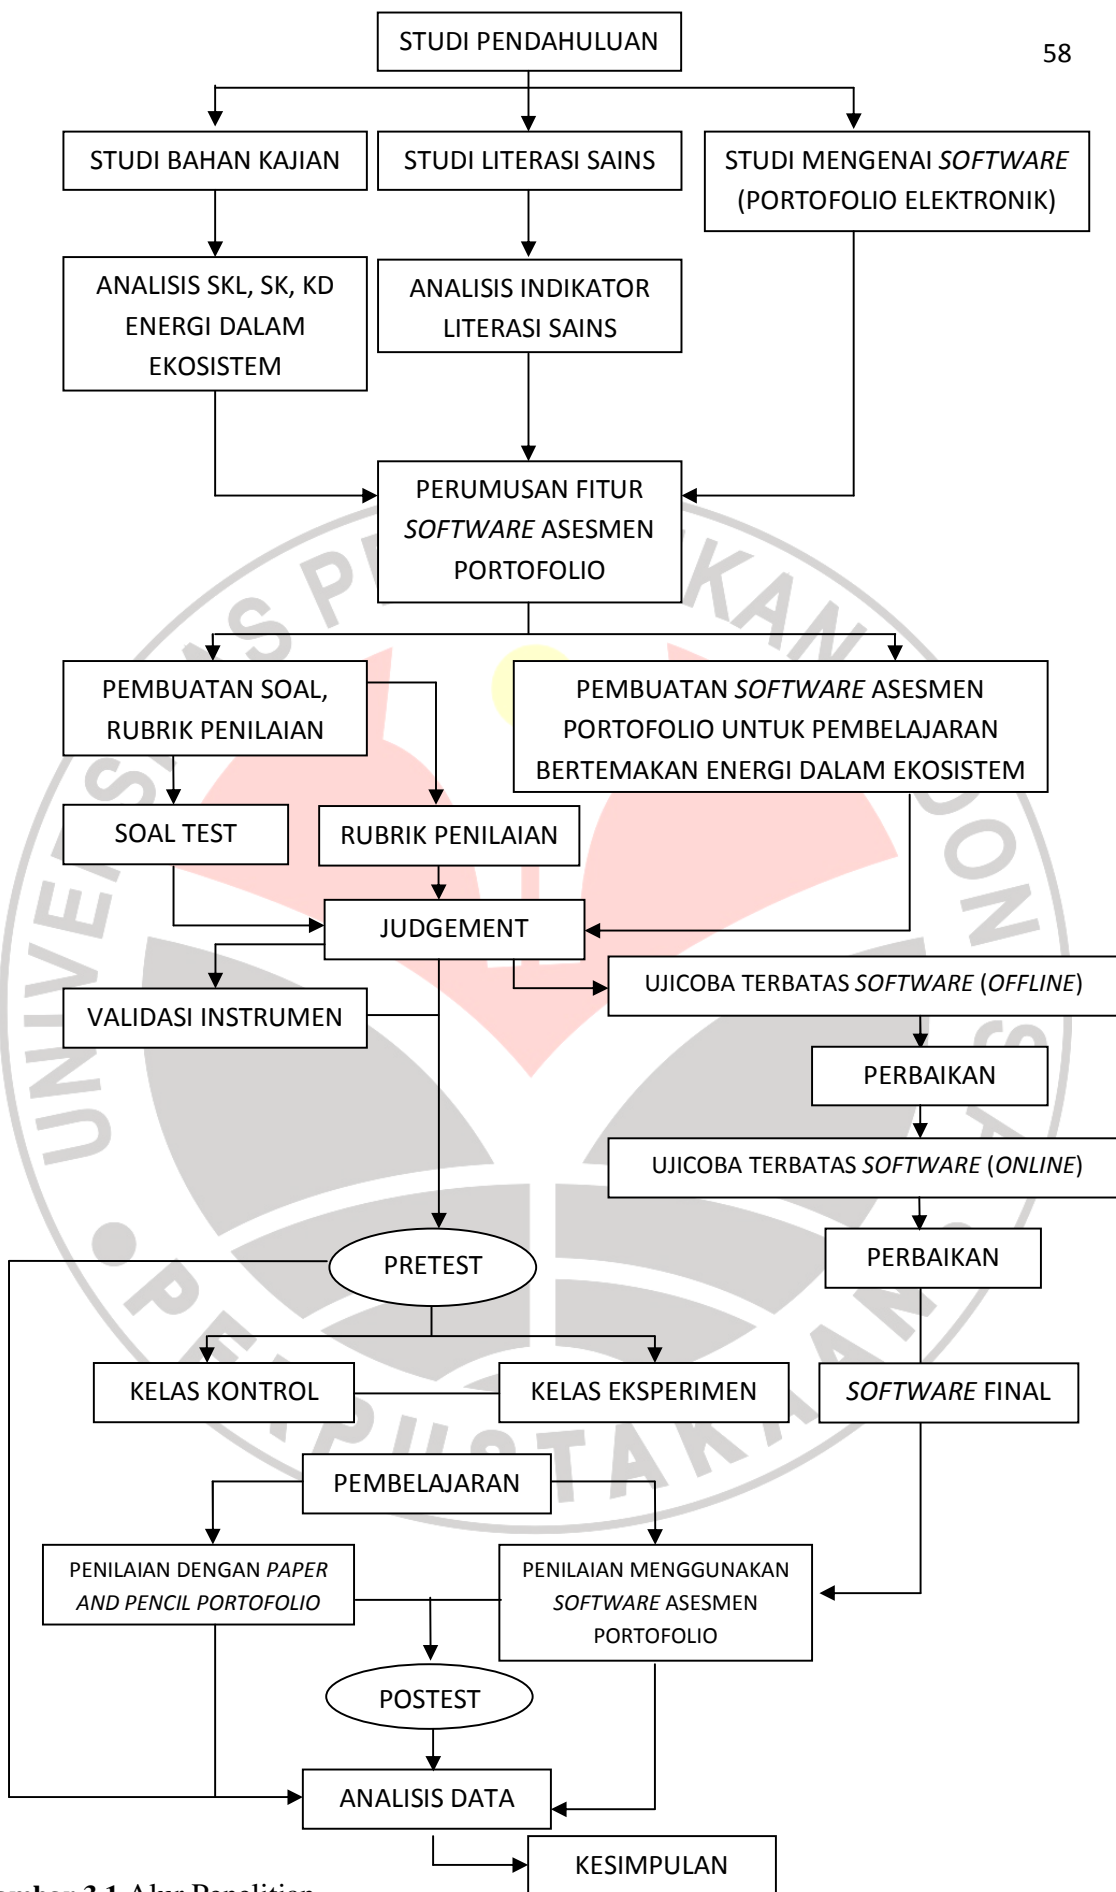 58
STUDI PENDAHULUAN
STUDI BAHAN KAJIAN
STUDI LITERASI SAINS
STUDI MENGENAI SOFTWARE
(PORTOFOLIO ELEKTRONIK)
ANALISIS SKL, SK, KD
ENERGI DALAM
EKOSISTEM
ANALISIS INDIKATOR
LITERASI SAINS
PERUMUSAN FITUR
SOFTWARE ASESMEN
PORTOFOLIO
PEMBUATAN SOAL,
RUBRIK PENILAIAN
PEMBUATAN SOFTWARE ASESMEN
PORTOFOLIO UNTUK PEMBELAJARAN
BERTEMAKAN ENERGI DALAM EKOSISTEM
SOAL TEST
RUBRIK PENILAIAN
JUDGEMENT
VALIDASI INSTRUMEN
UJICOBA TERBATAS SOFTWARE (OFFLINE)
PERBAIKAN
UJICOBA TERBATAS SOFTWARE (ONLINE)
PERBAIKAN
PRETEST
KELAS KONTROL
KELAS EKSPERIMEN
SOFTWARE FINAL
PEMBELAJARAN
PENILAIAN DENGAN PAPER
AND PENCIL PORTOFOLIO
PENILAIAN MENGGUNAKAN
SOFTWARE ASESMEN
PORTOFOLIO
POSTEST
ANALISIS DATA
KESIMPULAN
3.1 Alur Penelitian